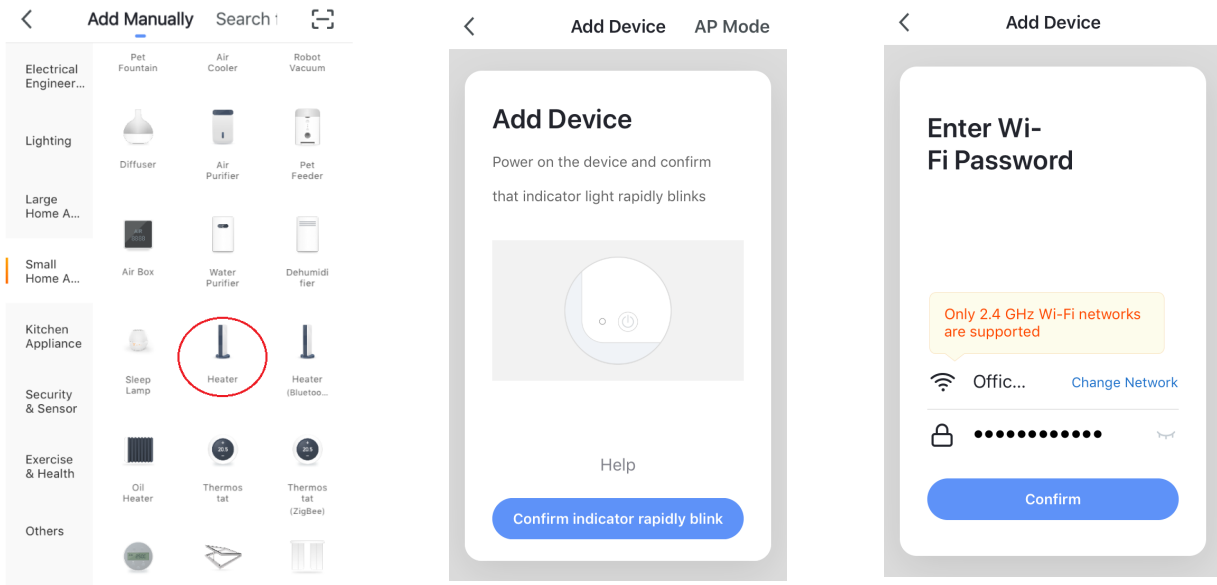 Add Manually Search
Electrical
Engineer...
Lighting
Large
Home A...
Small
Home A...
Kitchen
Appliance
Security
& Sensor
Exercise
& Health
Others
Pet
Fountain
Air
Cooler
Robot
Vacuum
Diffuser
Air
Purifier
Pet
Feeder
Air Box
Water
Purifier
Dehumidi
fier
Sleep
Lamp
Heater
Heater
(Bluetoo...
Oil
Heater
20.5
Thermos
tat
20.5
Thermos
tat
(ZigBee)
Add Device AP Mode
Add Device
Power on the device and confirm
that indicator light rapidly blinks
Help
Confirm indicator rapidly blink
Add Device
Enter Wi-
Fi Password
Only 2.4 GHz Wi-Fi networks
are supported
Offic... Change Network
●●●●●●●●●●●●
Confirm